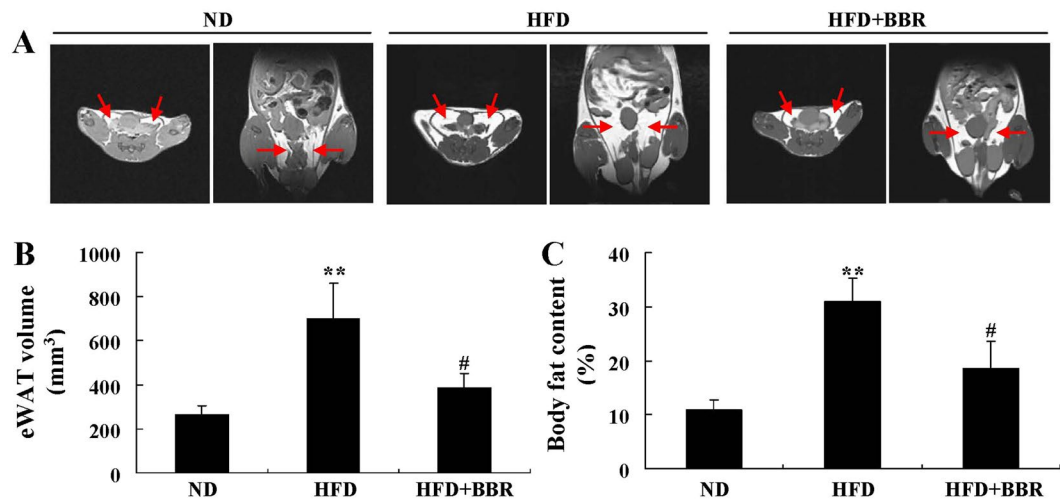 ND
HFD
HFD+BBR
A
B
eWAT volume
(mm³)
1000
800
600
400
200
0
**
#
ND
HFD
HFD+BBR
C
Body fat content
(%)
40
30
20
10
0
**
#
ND
HFD
HFD+BBR